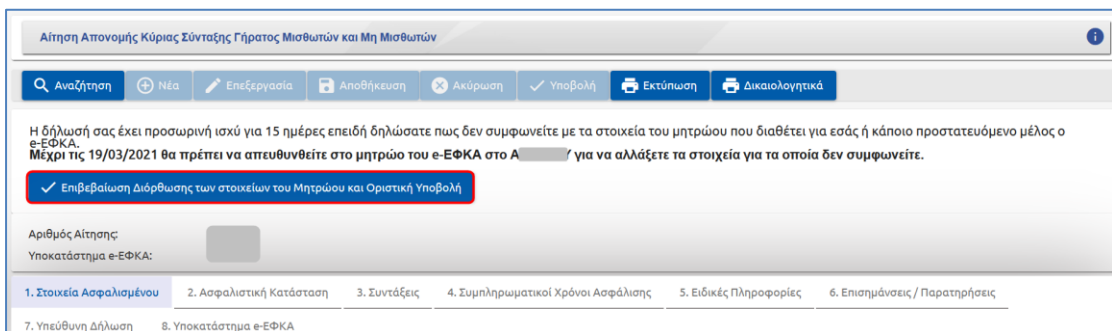 Αίτηση Απονομής Κύριας Σύνταξης Γήρατος Μισθωτών και Μη Μισθωτών
Αναζήτηση Νέα Επεξεργασία Αποθήκευση Ακύρωση Υποβολή Εκτύπωση Δικαιολογητικά
Η δήλωσή σας έχει προσωρινή ισχύ για 15 ημέρες επειδή δηλώσατε πως δεν συμφωνείτε με τα στοιχεία του μητρώου που διαθέτει για εσάς ή κάποιο προστατευόμενο μέλος ο
e-ΕΦΚΑ.
Μέχρι τις 19/03/2021 θα πρέπει να απευθυνθείτε στο μητρώο του e-ΕΦΚΑ στο Α για να αλλάξετε τα στοιχεία για τα οποία δεν συμφωνείτε.
Επιβεβαίωση Διόρθωσης των στοιχείων του Μητρώου και Οριστική Υποβολή
Αριθμός Αίτησης:
Υποκατάστημα e-ΕΦΚΑ:
1. Στοιχεία Ασφαλισμένου 2. Ασφαλιστική Κατάσταση 3. Συντάξεις 4. Συμπληρωματικοί Χρόνοι Ασφάλισης 5. Ειδικές Πληροφορίες 6. Επισημάνσεις / Παρατηρήσεις
7. Υπεύθυνη Δήλωση 8. Υποκατάστημα e-ΕΦΚΑ